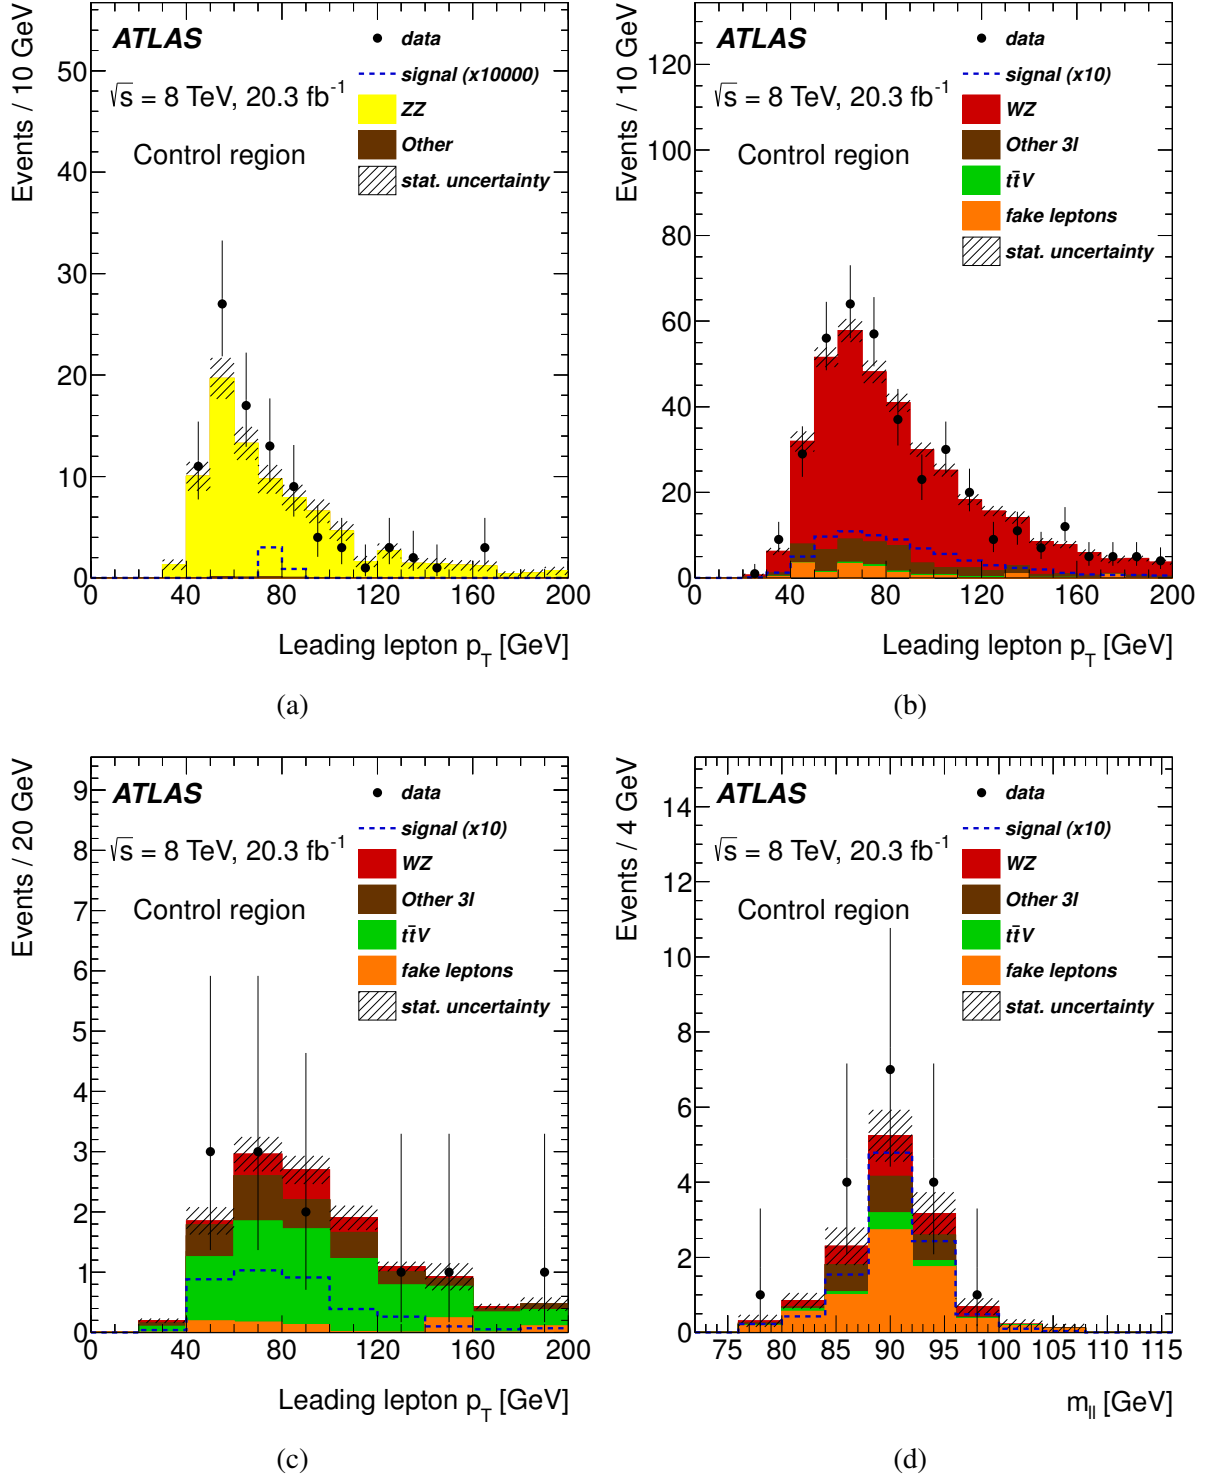 Events / 10 GeV
ATLAS
√s = 8 TeV, 20.3 fb-1
Control region
data
signal (x10000)
ZZ
Other
stat. uncertainty
50
40
30
20
10
0
0 40 80 120 160 200
Leading lepton pT [GeV]
(a)
Events / 10 GeV
ATLAS
√s = 8 TeV, 20.3 fb-1
Control region
data
signal (x10)
WZ
Other 3l
tt̄V
fake leptons
stat. uncertainty
120
100
80
60
40
20
0
0 40 80 120 160 200
Leading lepton pT [GeV]
(b)
Events / 20 GeV
ATLAS
√s = 8 TeV, 20.3 fb-1
Control region
data
signal (x10)
WZ
Other 3l
tt̄V
fake leptons
stat. uncertainty
9
8
7
6
5
4
3
2
1
0
0 40 80 120 160 200
Leading lepton pT [GeV]
(c)
Events / 4 GeV
ATLAS
√s = 8 TeV, 20.3 fb-1
Control region
data
signal (x10)
WZ
Other 3l
tt̄V
fake leptons
stat. uncertainty
14
12
10
8
6
4
2
0
75 80 85 90 95 100 105 110 115
mll [GeV]
(d)